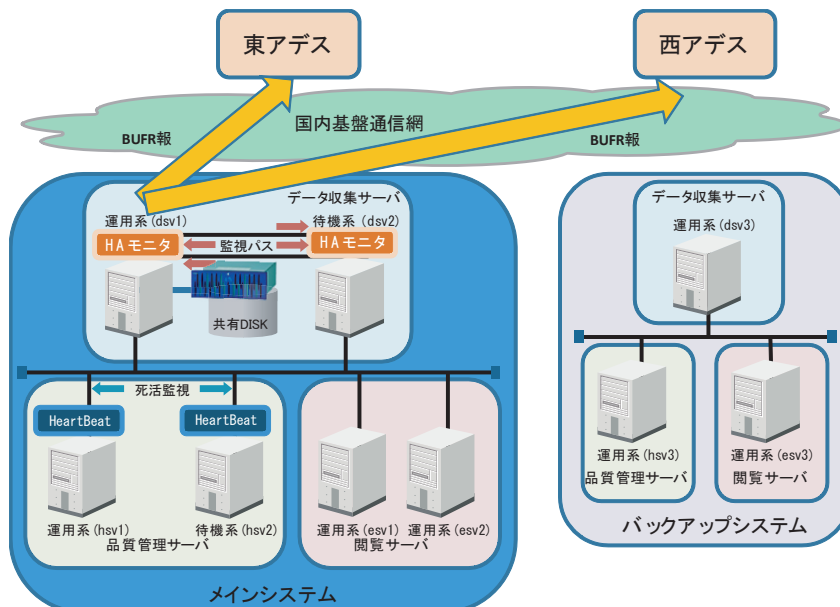 東アデス
西アデス
国内基盤通信網
BUFR報
BUFR報
データ収集サーバ
運用系(dsv1)
待機系(dsv2)
HAモニタ
監視パス
HAモニタ
共有DISK
死活監視
HeartBeat
HeartBeat
運用系(hsv1)
待機系(hsv2)
品質管理サーバ
運用系(esv1)
運用系(esv2)
閲覧サーバ
メインシステム
データ収集サーバ
運用系(dsv3)
運用系(hsv3)
品質管理サーバ
運用系(esv3)
閲覧サーバ
バックアップシステム